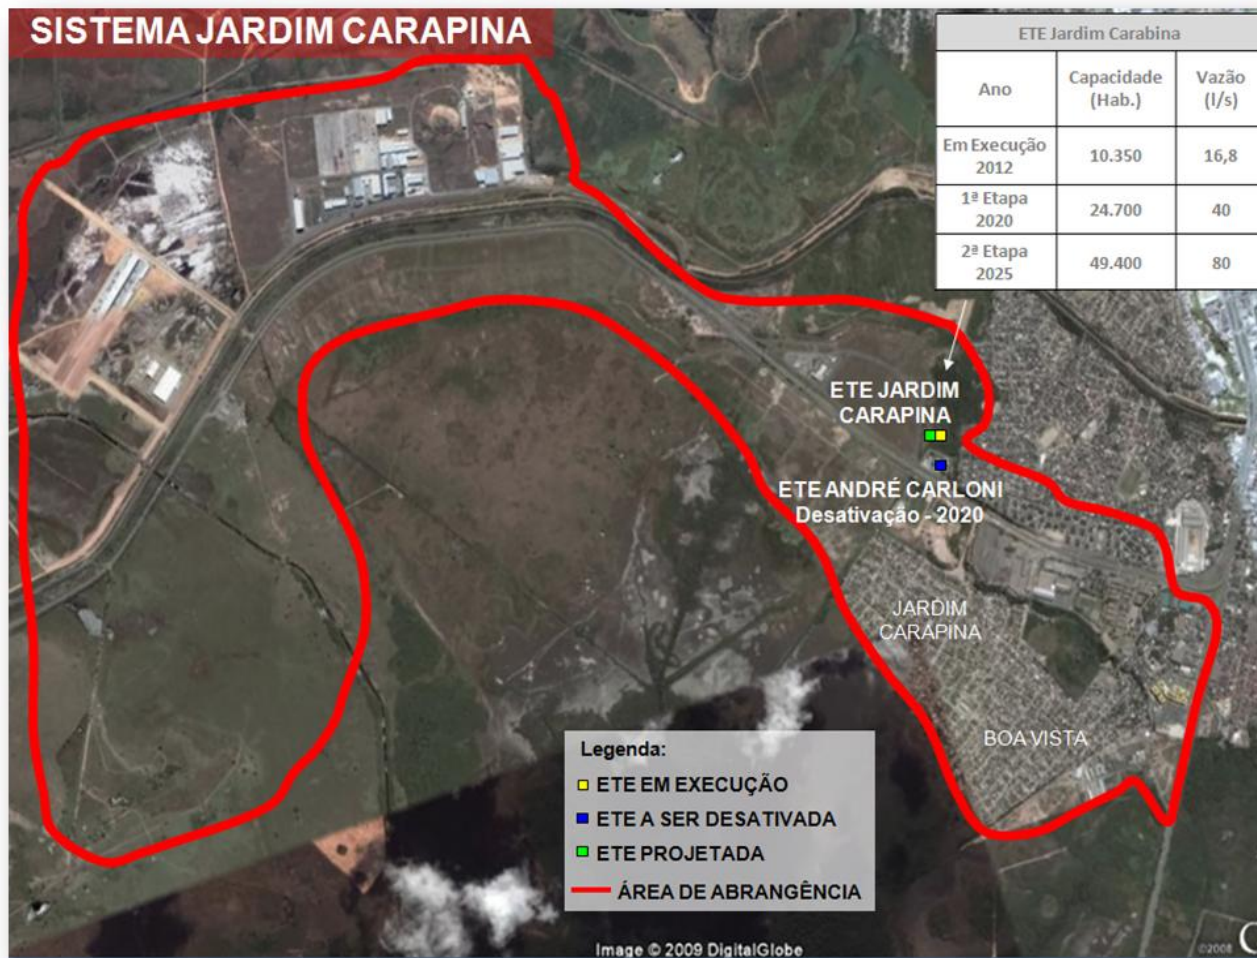 SISTEMA JARDIM CARAPINA
ETE Jardim Carabina
Ano Capacidade (Hab.) Vazão (l/s)
Em Execução 2012 10.350 16,8
1ª Etapa 2020 24.700 40
2ª Etapa 2025 49.400 80
ETE JARDIM
CARAPINA
ETE ANDRÉ CARLONI
Desativação - 2020
JARDIM
CARAPINA
BOA VISTA
Legenda:
ETE EM EXECUÇÃO
ETE A SER DESATIVADA
ETE PROJETADA
ÁREA DE ABRANGÊNCIA
Image © 2009 DigitalGlobe
©2008